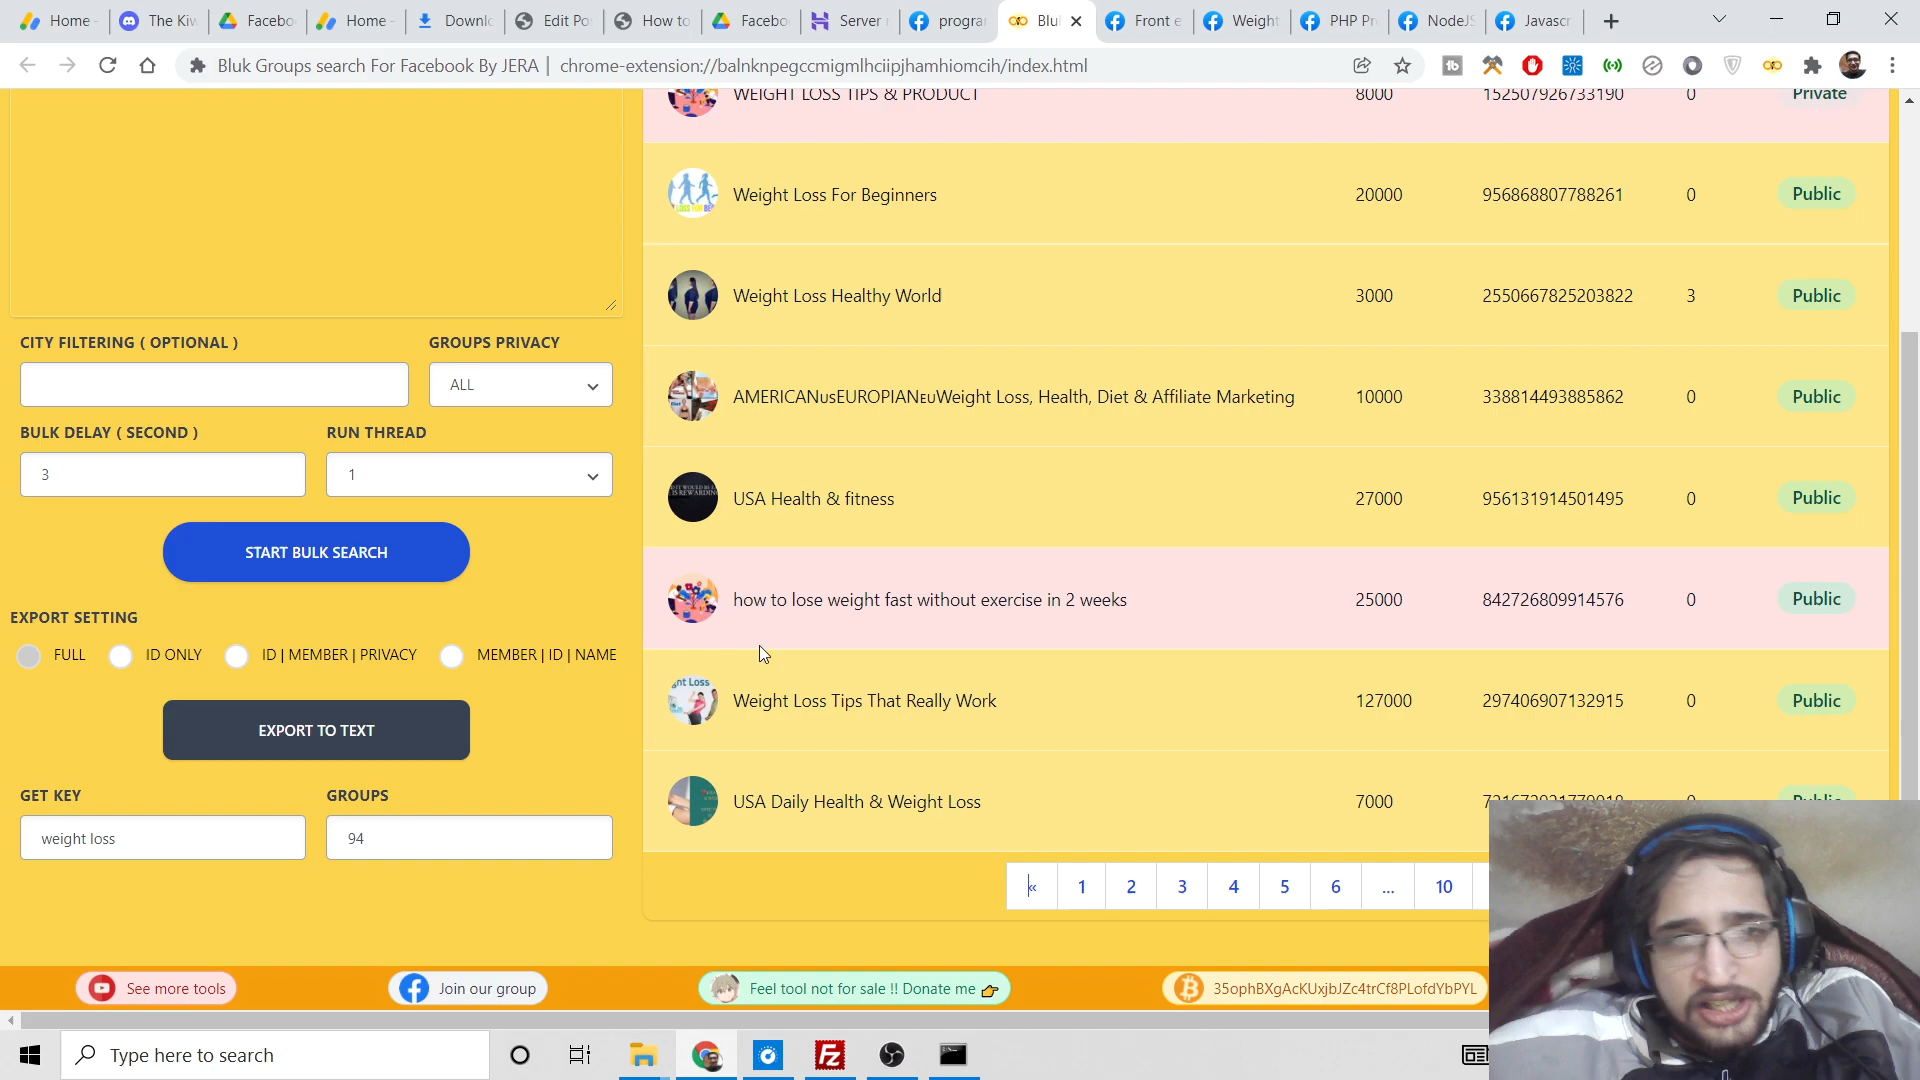 Home -
The Kiw
Facebo
Home -
Downlo
Edit Po
How to
Facebo
Server
progra
Blu
Front e
Weight
PHP Pr
NodeJS
Javascr
Bluk Groups search For Facebook By JERA | chrome-extension://balnknpegccmigmlhciipjhamhiomcih/index.html
WEIGHT LOSS TIPS & PRODUCT 8000 152507926733190 0 Private
Weight Loss For Beginners 20000 956868807788261 0 Public
Weight Loss Healthy World 3000 2550667825203822 3 Public
AMERICANᴜsEUROPIANᴇᴜWeight Loss, Health, Diet & Affiliate Marketing 10000 338814493885862 0 Public
USA Health & fitness 27000 956131914501495 0 Public
how to lose weight fast without exercise in 2 weeks 25000 842726809914576 0 Public
Weight Loss Tips That Really Work 127000 297406907132915 0 Public
USA Daily Health & Weight Loss 7000
« 1 2 3 4 5 6 ... 10
CITY FILTERING ( OPTIONAL ) GROUPS PRIVACY
ALL
BULK DELAY ( SECOND ) RUN THREAD
3 1
START BULK SEARCH
EXPORT SETTING
FULL ID ONLY ID | MEMBER | PRIVACY MEMBER | ID | NAME
EXPORT TO TEXT
GET KEY GROUPS
weight loss 94
See more tools Join our group Feel tool not for sale !! Donate me 35ophBXgAcKUxjbJZc4trCf8PLofdYbPYL
Type here to search